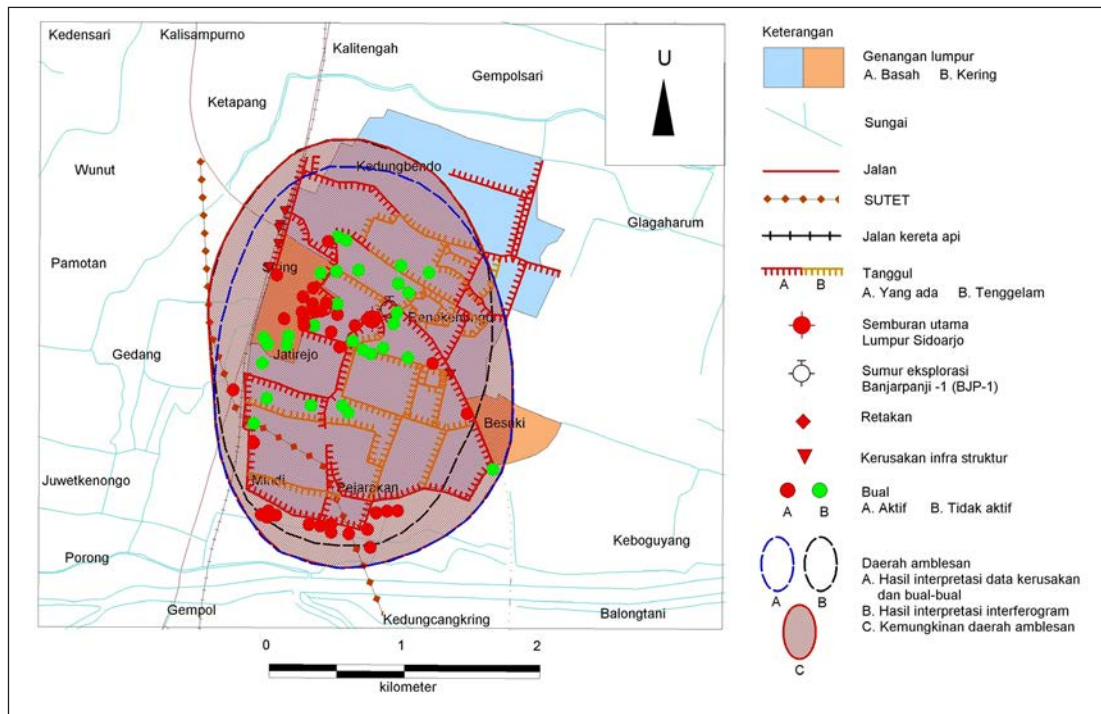 Kedensari
Kalisampurno
Kalitengah
Gempolsari
Ketapang
Wunut
Kedungbendo
Glagaharum
Pamotan
Siring
Renokenongo
Gedang
Jatirejo
Besuki
Juwetkenongo
Mindi
Pejarakan
Keboguyang
Porong
Gempol
Kedungcangkring
Balongtani
U
0 1 2
kilometer
Keterangan
Genangan lumpur
A. Basah B. Kering
Sungai
Jalan
SUTET
Jalan kereta api
Tanggul
A B
A. Yang ada B. Tenggelam
Semburan utama
Lumpur Sidoarjo
Sumur eksplorasi
Banjarpanji -1 (BJP-1)
Retakan
Kerusakan infra struktur
Bual
A B
A. Aktif B. Tidak aktif
Daerah amblesan
A B
A. Hasil interpretasi data kerusakan
dan bual-bual
B. Hasil interpretasi interferogram
C. Kemungkinan daerah amblesan
C